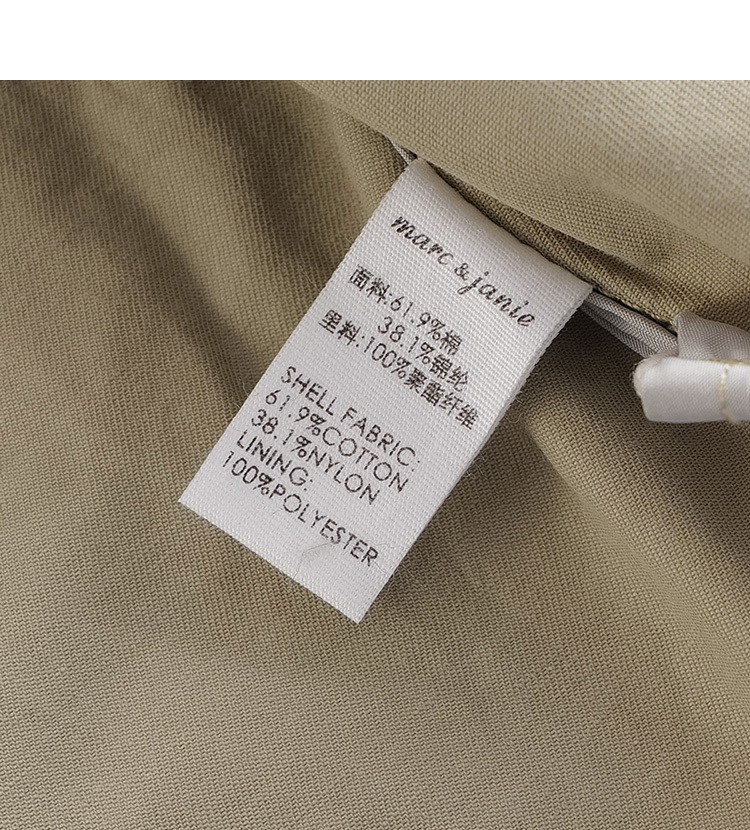 marc & janie
面料:61.9%棉
38.1%锦纶
里料:100%聚酯纤维
SHELL FABRIC:
61.9%COTTON
38.1%NYLON
LINING:
100%POLYESTER